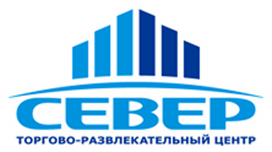 СЕВЕР
ТОРГОВО-РАЗВЛЕКАТЕЛЬНЫЙ ЦЕНТР